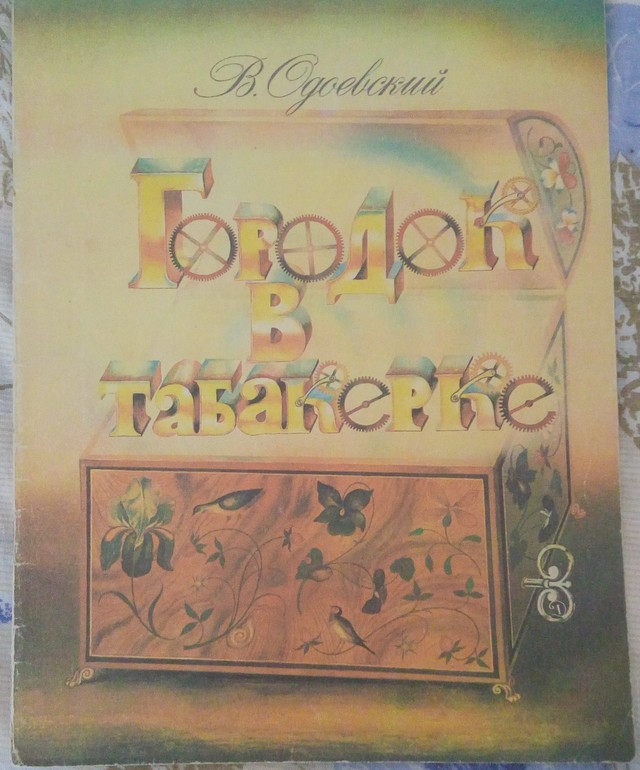 В. Одоевский
Городок
в
табакерке